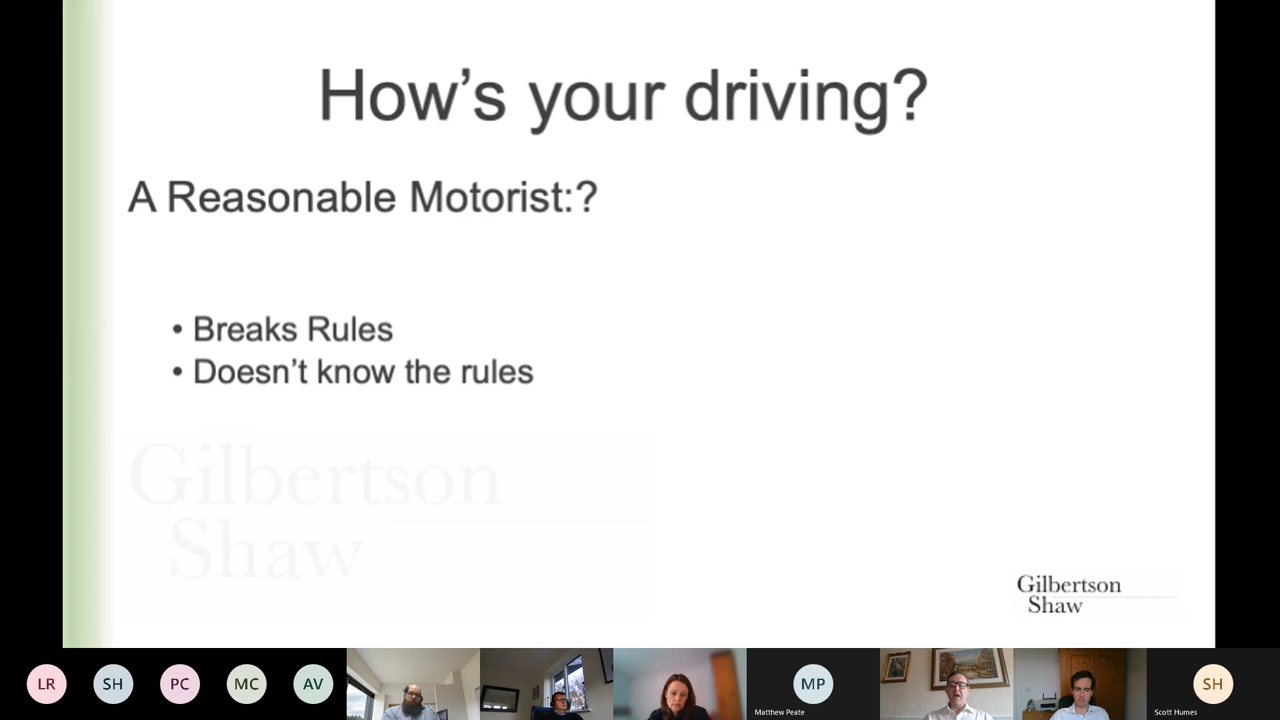 How's your driving?
A Reasonable Motorist:?
• Breaks Rules
• Doesn't know the rules
Gilbertson
Shaw
Gilbertson
Shaw
LR
SH
PC
MC
AV
MP
Matthew Peate
SH
Scott Humes